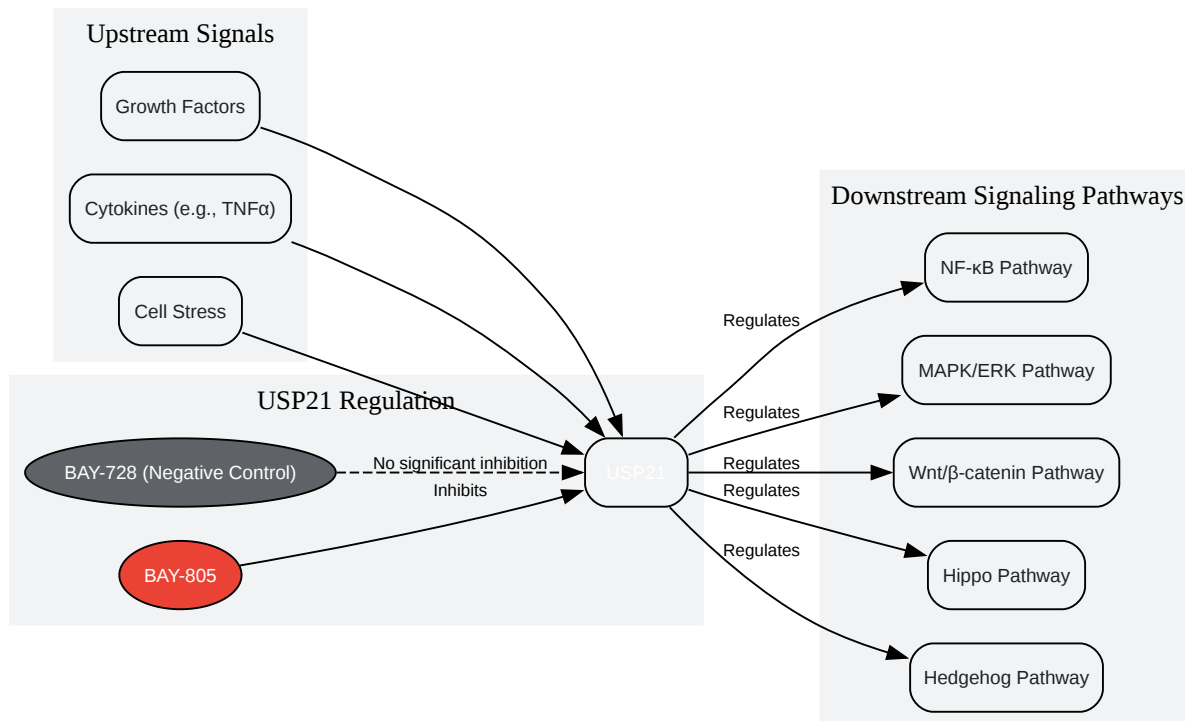 Upstream Signals
Growth Factors
Cytokines (e.g., TNFα)
Cell Stress
USP21 Regulation
BAY-728 (Negative Control)
No significant inhibition
Inhibits
BAY-805
USP21
Downstream Signaling Pathways
Regulates
NF-κB Pathway
Regulates
MAPK/ERK Pathway
Regulates
Wnt/β-catenin Pathway
Regulates
Hippo Pathway
Regulates
Hedgehog Pathway